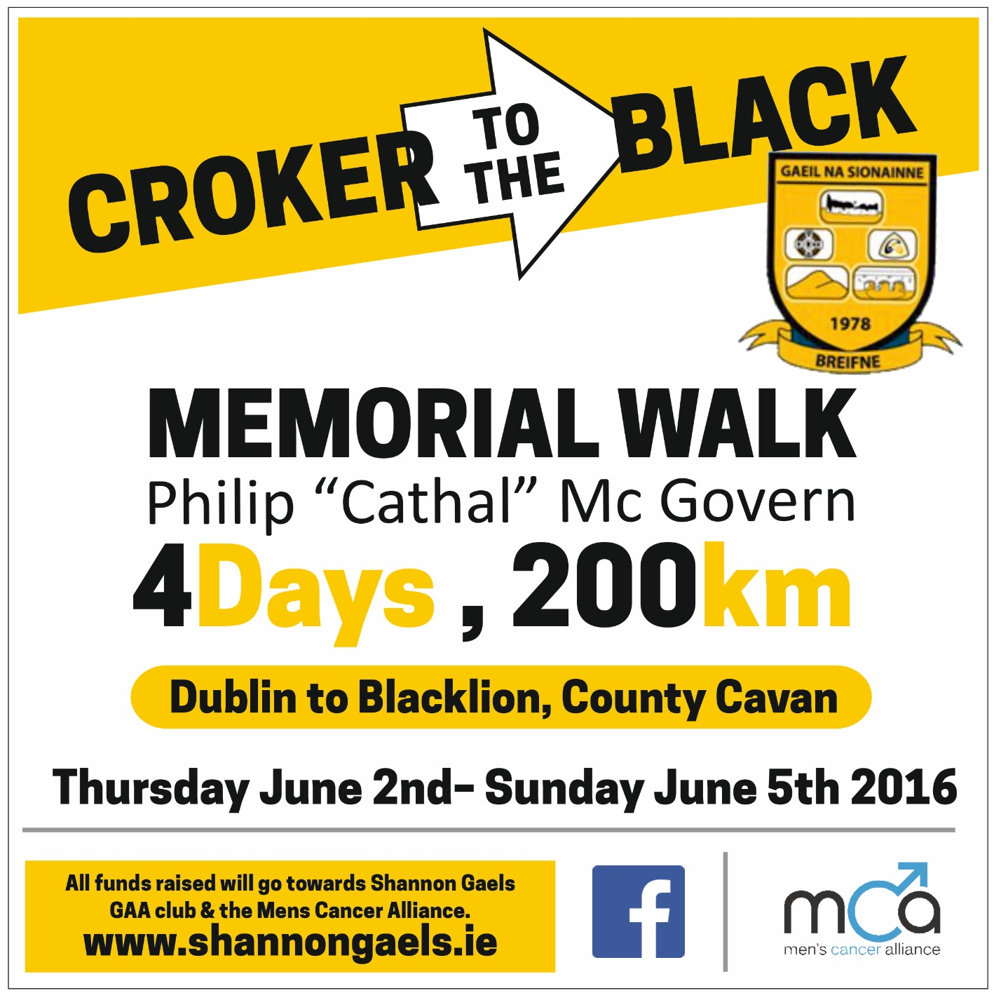 CROKER TO THE BLACK
GAEIL NA SIONAINNE
1978
BREIFNE
MEMORIAL WALK
Philip “Cathal” Mc Govern
4Days , 200km
Dublin to Blacklion, County Cavan
Thursday June 2nd– Sunday June 5th 2016
All funds raised will go towards Shannon Gaels
GAA club & the Mens Cancer Alliance.
www.shannongaels.ie
f
mca
men's cancer alliance